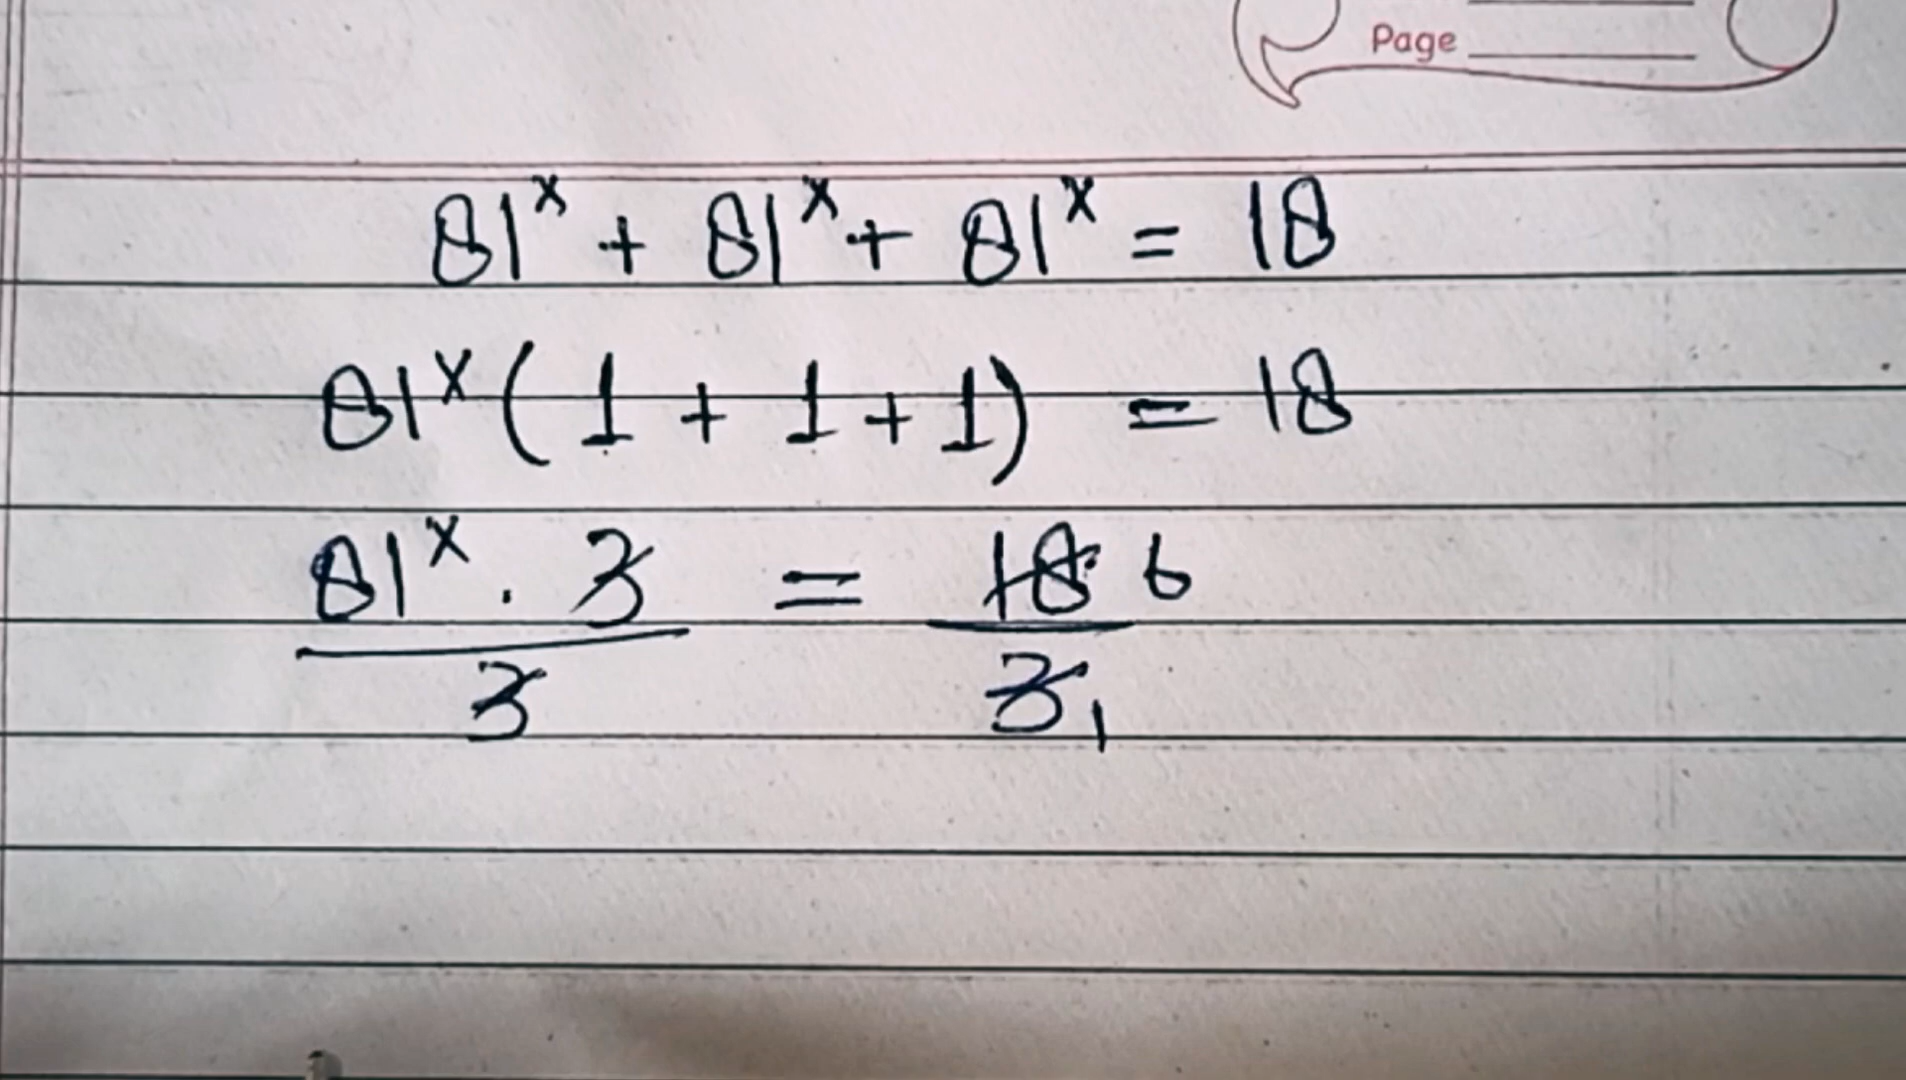 Page
81^x + 81^x + 81^x = 18
81^x (1 + 1 + 1) = 18
81^x . 3 / 3 = 18 6 / 3 1